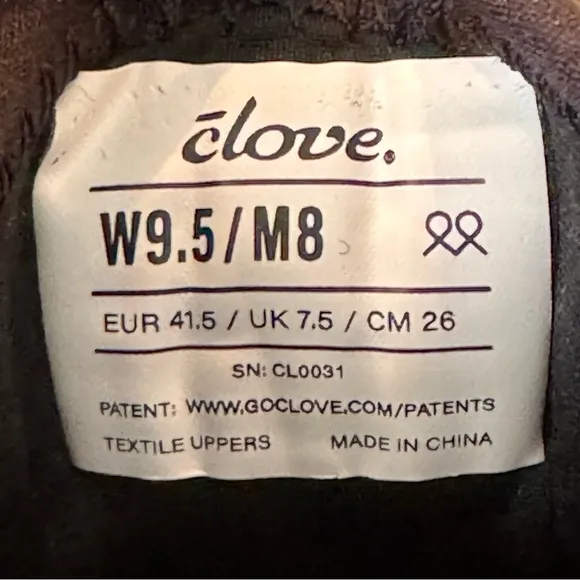 clove.
W9.5/M8
EUR 41.5 / UK 7.5 / CM 26
SN: CL0031
PATENT: WWW.GOCLOVE.COM/PATENTS
TEXTILE UPPERS MADE IN CHINA